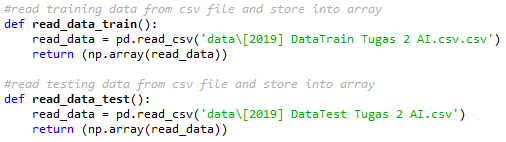 #read training data from csv file and store into array
def read_data_train():
    read_data = pd.read_csv('data\[2019] DataTrain Tugas 2 AI.csv.csv')
    return (np.array(read_data))

#read testing data from csv file and store into array
def read_data_test():
    read_data = pd.read_csv('data\[2019] DataTest Tugas 2 AI.csv')
    return (np.array(read_data))